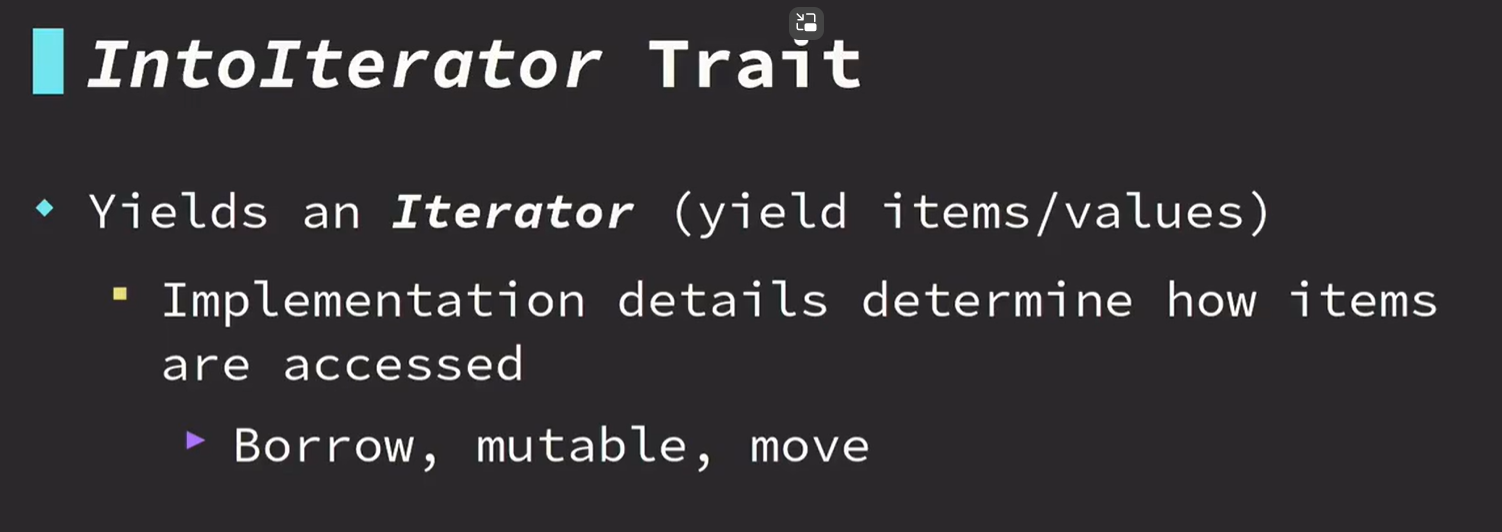 IntoIterator Trait
Yields an Iterator (yield items/values)
Implementation details determine how items
are accessed
Borrow, mutable, move